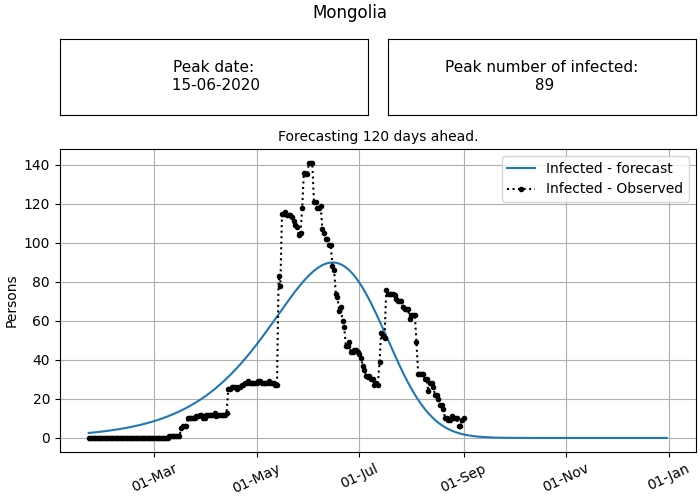 Mongolia
Peak date:
15-06-2020
Peak number of infected:
89
Forecasting 120 days ahead.
Infected - forecast
Infected - Observed
Persons
140
120
100
80
60
40
20
0
01-Mar
01-May
01-Jul
01-Sep
01-Nov
01-Jan